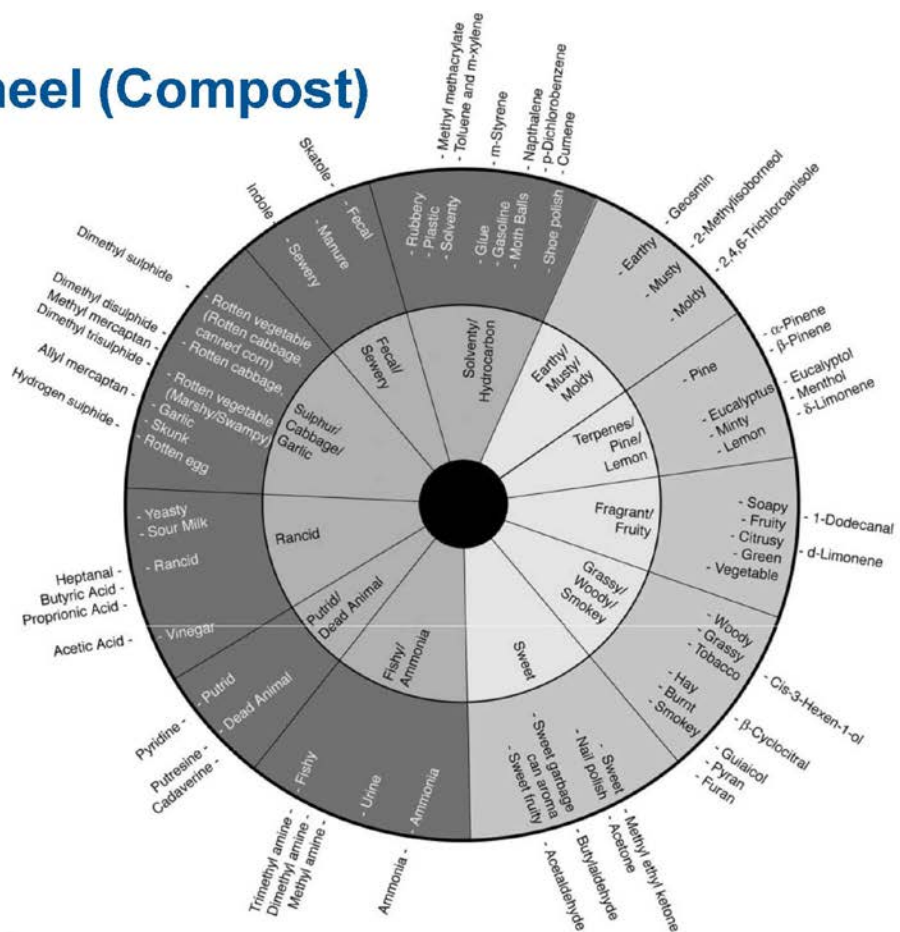 neel (Compost)
- Methyl methacrylate
- Toluene and m-xylene
- m-Styrene
- Napthalene
- p-Dichlorobenzene
- Cumene
- Geosmin
- 2-Methylisoborneol
- 2,4,6-Trichloroanisole
- α-Pinene
- β-Pinene
- Eucalyptol
- Menthol
- δ-Limonene
- 1-Dodecanal
- d-Limonene
- Cis-3-Hexen-1-ol
- β-Cyclocitral
- Guiaicol
- Pyran
- Furan
- Methyl ethyl ketone
- Acetone
- Butylaldehyde
- Acetaldehyde
Ammonia -
Methyl amine -
Dimethyl amine -
Trimethyl amine -
Cadaverine -
Putresine -
Pyridine -
Acetic Acid -
Proprionic Acid -
Butyric Acid -
Heptanal -
Hydrogen sulphide -
Allyl mercaptan -
Dimethyl trisulphide -
Methyl mercaptan -
Dimethyl disulphide -
Dimethyl sulphide -
Indole -
Skatole -
- Rubbery
- Plastic
- Solventy
- Glue
- Gasoline
- Moth Balls
- Shoe polish
- Earthy
- Musty
- Moldy
- Pine
- Eucalyptus
- Minty
- Lemon
- Soapy
- Fruity
- Citrusy
- Green
- Vegetable
- Woody
- Grassy
- Tobacco
- Hay
- Burnt
- Smokey
- Sweet
- Nail polish
- Sweet garbage
can aroma
- Sweet fruity
- Ammonia
- Urine
- Fishy
- Dead Animal
- Putrid
- Vinegar
- Rancid
- Sour Milk
- Yeasty
- Rotten egg
- Skunk
- Garlic
(Marshy/Swampy)
- Rotten vegetable
- Rotten cabbage,
canned corn)
(Rotten cabbage,
- Rotten vegetable
- Sewery
- Manure
- Fecal
Solventy/
Hydrocarbon
Earthy/
Musty/
Moldy
Terpenes/
Pine/
Lemon
Fragrant/
Fruity
Grassy/
Woody/
Smokey
Sweet
Fishy/
Ammonia
Putrid/
Dead Animal
Rancid
Sulphur/
Cabbage/
Garlic
Fecal/
Sewery